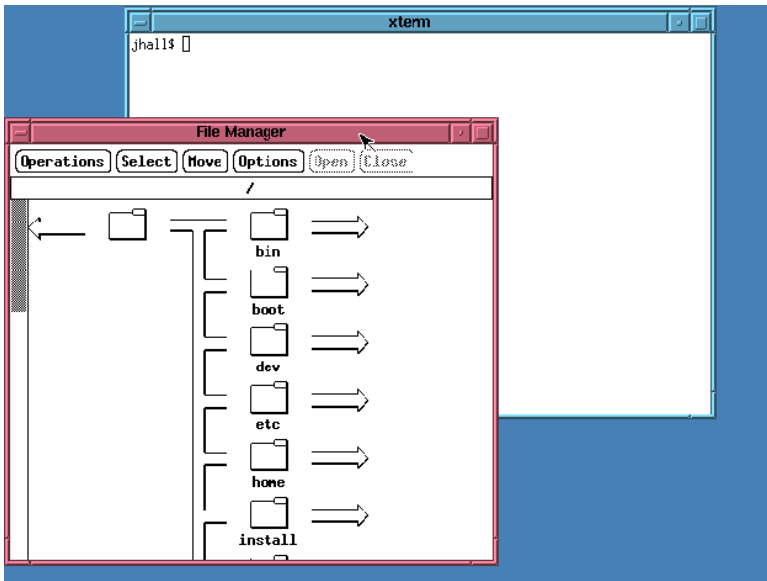 xterm
jhall$
File Manager
Operations Select Move Options Open Close
/
bin
boot
dev
etc
home
install